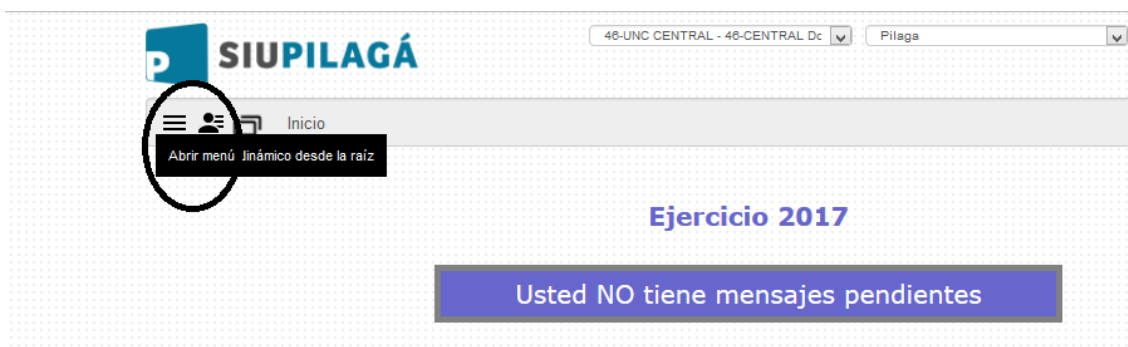 46-UNC CENTRAL - 46-CENTRAL Dc
Pilaga
P SIUPILAGÁ
Inicio
Abrir menú dinámico desde la raíz
Ejercicio 2017
Usted NO tiene mensajes pendientes